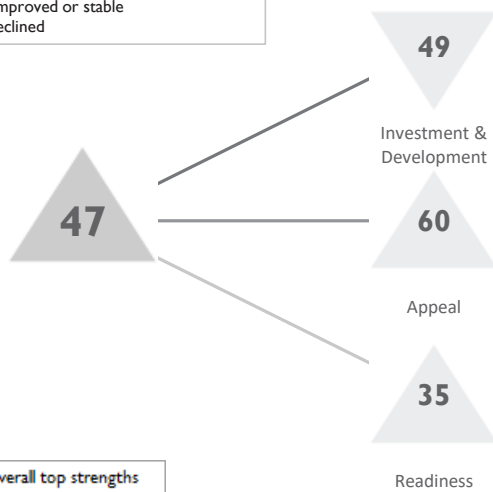 mproved or stable
eclined
49
Investment &
Development
47
60
Appeal
35
verall top strengths
Readiness